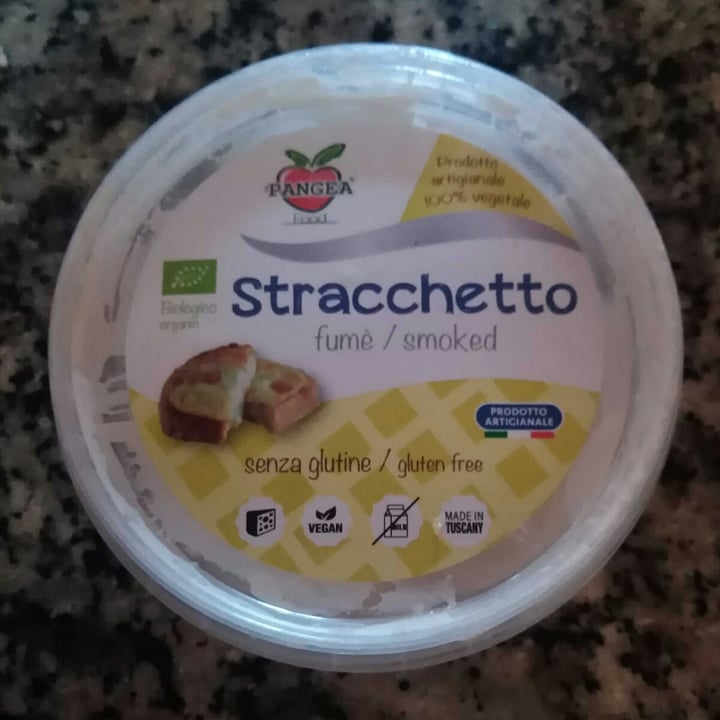 PANGEA
Food
Prodotto
artigianale
100% vegetale
Biologico
organic
Stracchetto
fumè / smoked
PRODOTTO
ARTIGIANALE
senza glutine / gluten free
VEGAN
MILK
MADE IN
TUSCANY